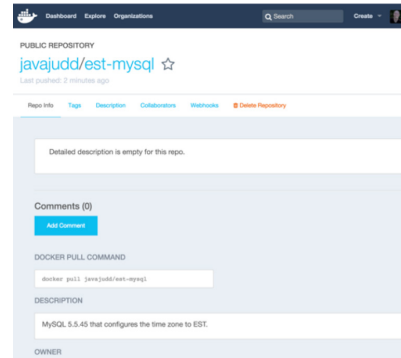 Dashboard Explore Organizations Search Create
PUBLIC REPOSITORY
javajudd/est-mysql
Last pushed: 2 minutes ago
Repo Info Tags Description Collaborators Webhooks Delete Repository
Detailed description is empty for this repo.
Comments (0)
Add Comment
DOCKER PULL COMMAND
docker pull javajudd/est-mysql
DESCRIPTION
MySQL 5.5.45 that configures the time zone to EST.
OWNER